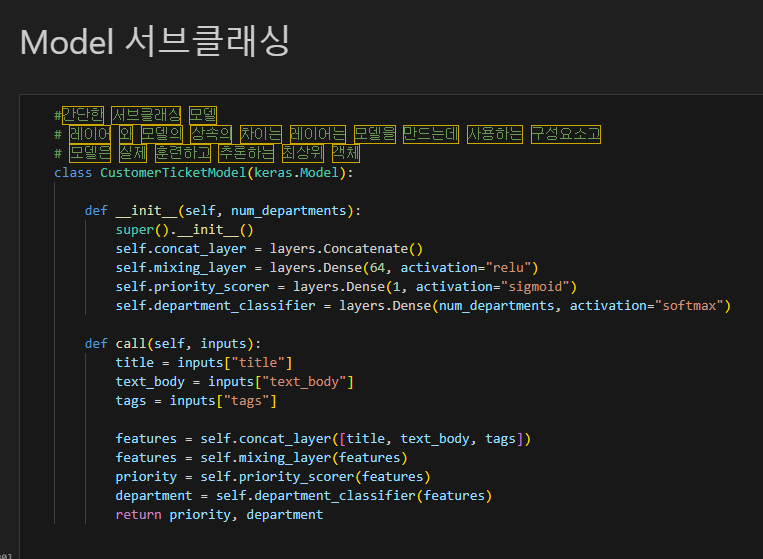 Model 서브클래싱
#간단한 서브클래싱 모델
# 레이어 와 모델의 상속의 차이는 레이어는 모델을 만드는데 사용하는 구성요소고
# 모델은 실제 훈련하고 추론하는 최상위 객체
class CustomerTicketModel(keras.Model):
def __init__(self, num_departments):
super().__init__()
self.concat_layer = layers.Concatenate()
self.mixing_layer = layers.Dense(64, activation="relu")
self.priority_scorer = layers.Dense(1, activation="sigmoid")
self.department_classifier = layers.Dense(num_departments, activation="softmax")
def call(self, inputs):
title = inputs["title"]
text_body = inputs["text_body"]
tags = inputs["tags"]
features = self.concat_layer([title, text_body, tags])
features = self.mixing_layer(features)
priority = self.priority_scorer(features)
department = self.department_classifier(features)
return priority, department